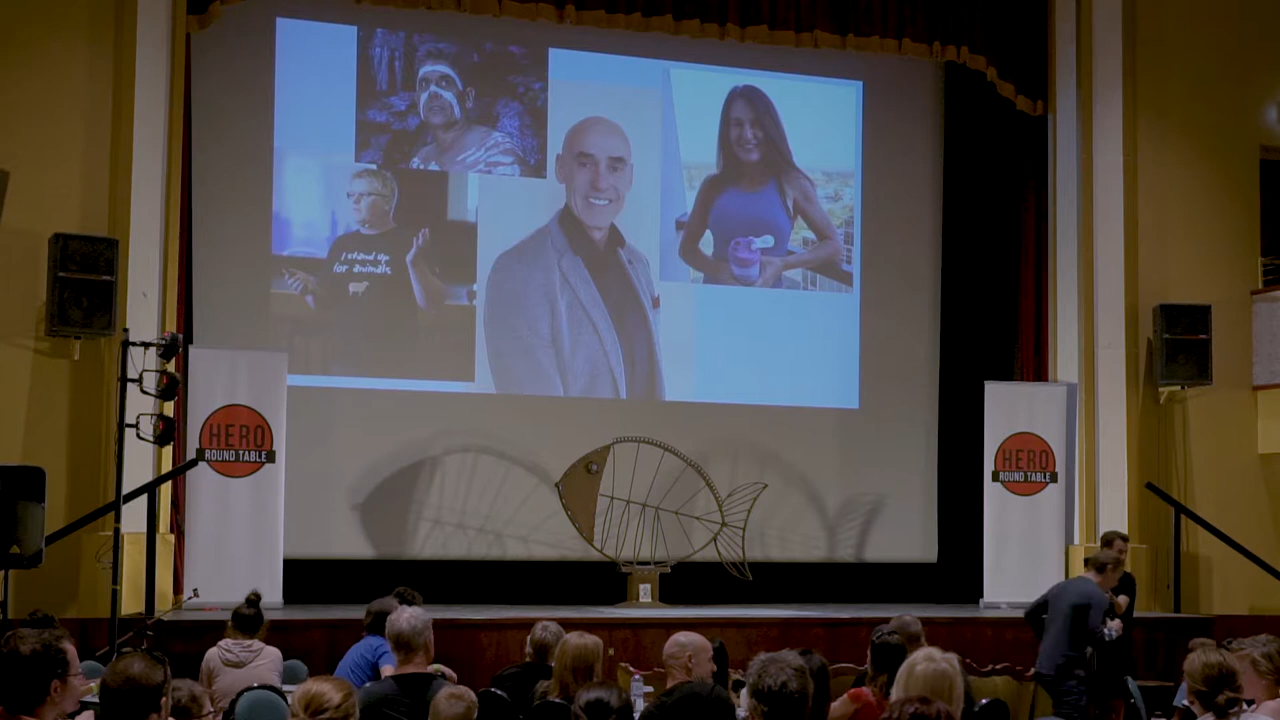 I stand up
for animals
HERO
ROUND TABLE
HERO
ROUND TABLE